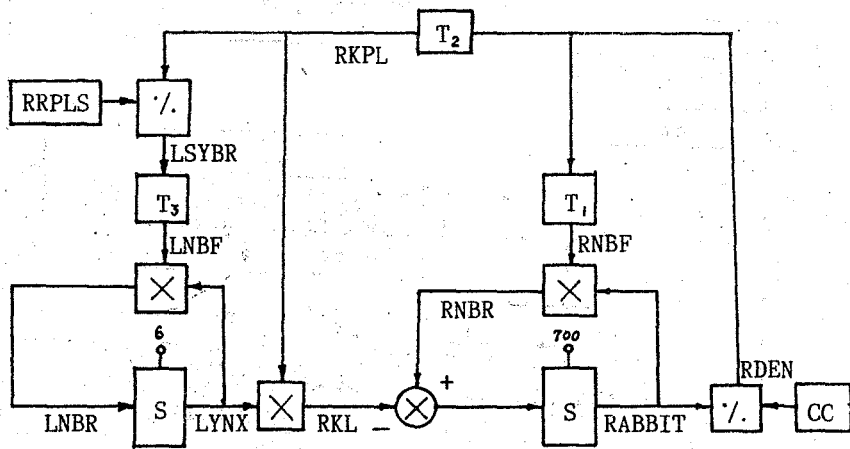 T₂
RKPL
RRPLS
·/.
LSYBR
T₃
T₁
LNBF
RNBF
×
×
RNBR
6
700
+
RDEN
S
×
×
S
·/.
CC
LNBR
LYNX
RKL
−
RABBIT